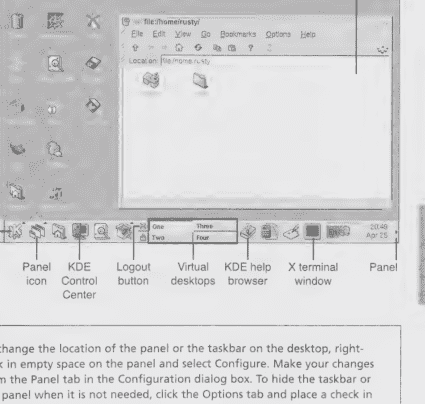 file:/home/rusty/
File Edit View Go Bookmarks Options Help
Location: file:/home/rusty/
One Three
Two Four
20:48
Apr 25
Panel icon
KDE Control Center
Logout button
Virtual desktops
KDE help browser
X terminal window
Panel
change the location of the panel or the taskbar on the desktop, right-
k in empty space on the panel and select Configure. Make your changes
m the Panel tab in the Configuration dialog box. To hide the taskbar or
panel when it is not needed, click the Options tab and place a check in